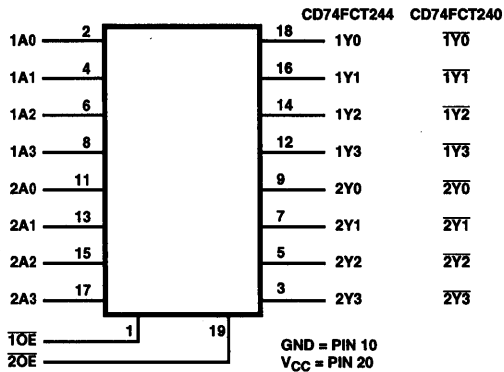 CD74FCT244 CD74FCT240
1A0 2 18 1Y0 1Y0
1A1 4 16 1Y1 1Y1
1A2 6 14 1Y2 1Y2
1A3 8 12 1Y3 1Y3
2A0 11 9 2Y0 2Y0
2A1 13 7 2Y1 2Y1
2A2 15 5 2Y2 2Y2
2A3 17 3 2Y3 2Y3
1OE 1 19
2OE
GND = PIN 10
VCC = PIN 20